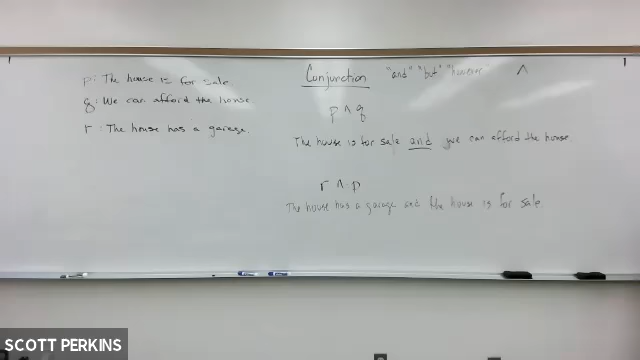 p: The house is for sale.
q: We can afford the house
r: The house has a garage.
Conjunction "and" "but" "however" ∧
p ∧ q
The house is for sale and we can afford the house.
r ∧ p
The house has a garage and the house is for sale.
SCOTT PERKINS